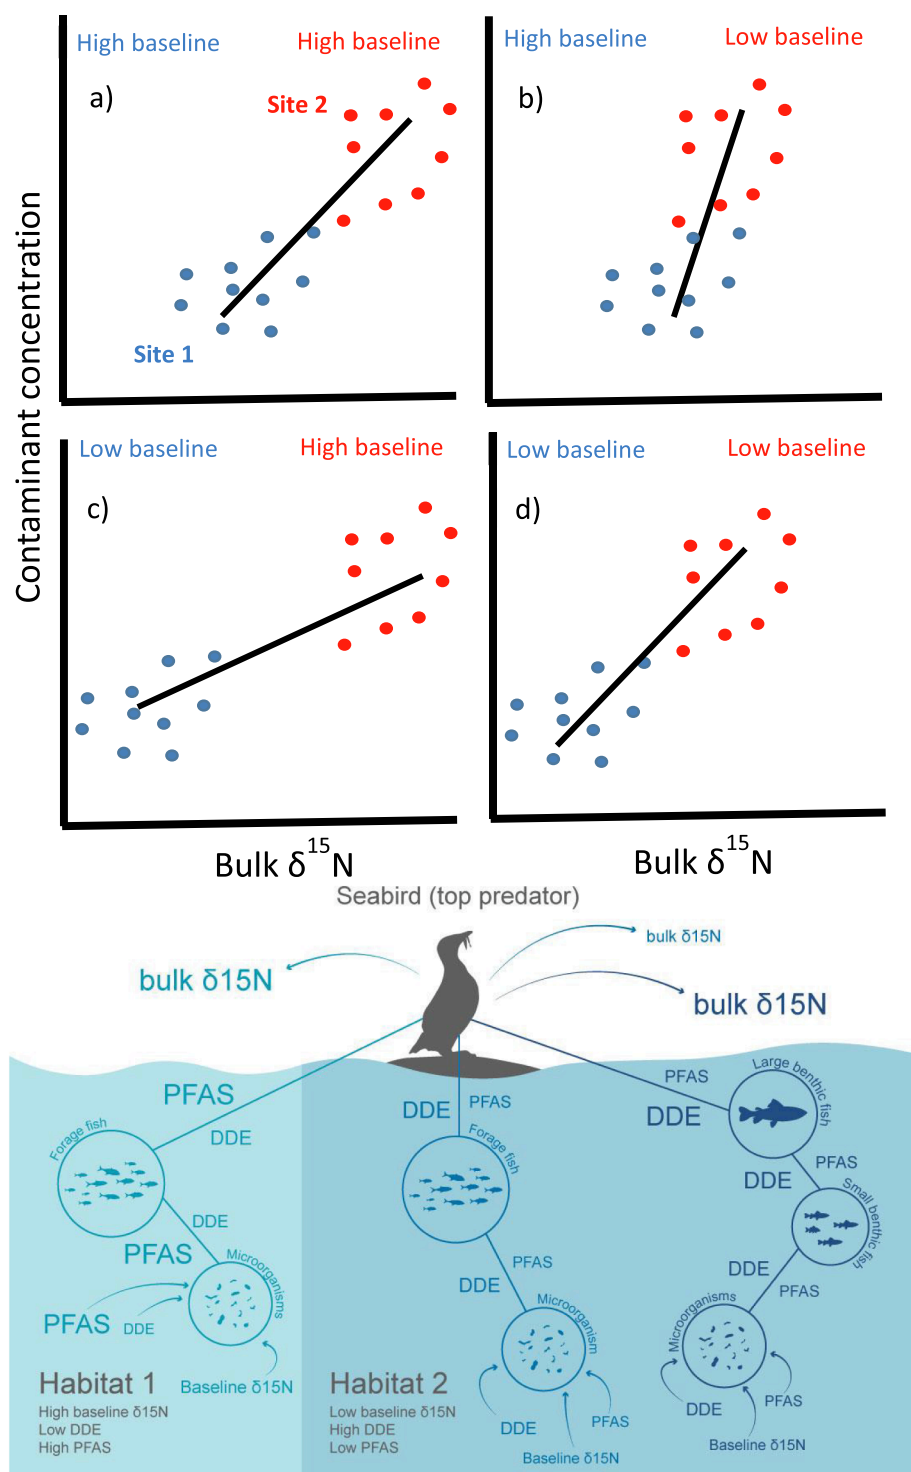 High baseline
High baseline
a)
Site 2
Site 1
High baseline
Low baseline
b)
Contaminant concentration
Low baseline
High baseline
c)
Low baseline
Low baseline
d)
Bulk δ15N
Bulk δ15N
Seabird (top predator)
bulk δ15N
bulk δ15N
bulk δ15N
PFAS
DDE
Forage fish
DDE
PFAS
Microorganisms
PFAS
DDE
Baseline δ15N
Habitat 1
High baseline δ15N
Low DDE
High PFAS
DDE
PFAS
Forage fish
PFAS
DDE
Microorganism
DDE
PFAS
Baseline δ15N
Habitat 2
Low baseline δ15N
High DDE
Low PFAS
PFAS
DDE
Large benthic fish
PFAS
DDE
Small benthic fish
DDE
PFAS
Microorganisms
DDE
PFAS
Baseline δ15N